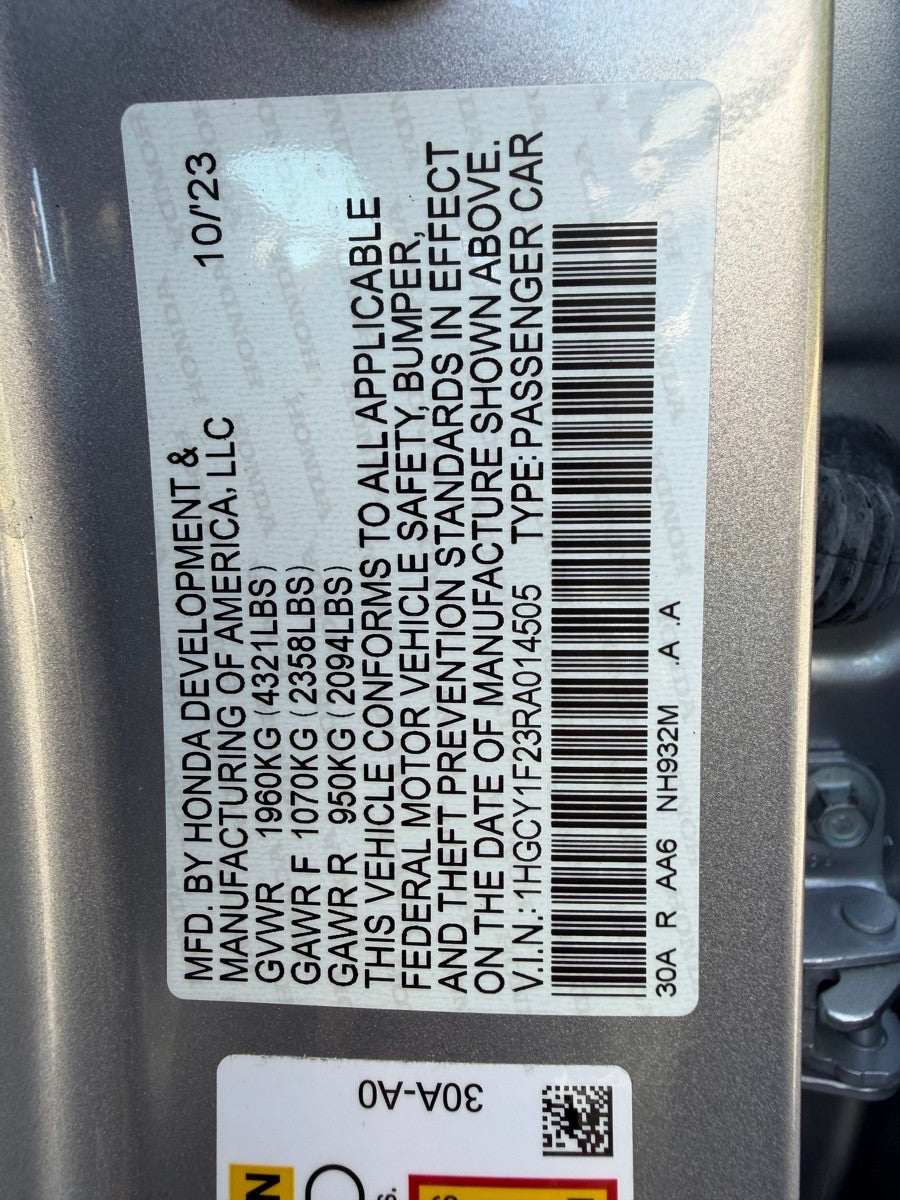 MFD. BY HONDA DEVELOPMENT &
MANUFACTURING OF AMERICA, LLC 10/'23
GVWR 1960KG (4321LBS)
GAWR F 1070KG (2358LBS)
GAWR R 950KG (2094LBS)
THIS VEHICLE CONFORMS TO ALL APPLICABLE
FEDERAL MOTOR VEHICLE SAFETY, BUMPER,
AND THEFT PREVENTION STANDARDS IN EFFECT
ON THE DATE OF MANUFACTURE SHOWN ABOVE.
V.I.N.: 1HGCY1F23RA014505 TYPE: PASSENGER CAR
30A R AA6 NH932M .A .A
30A-A0